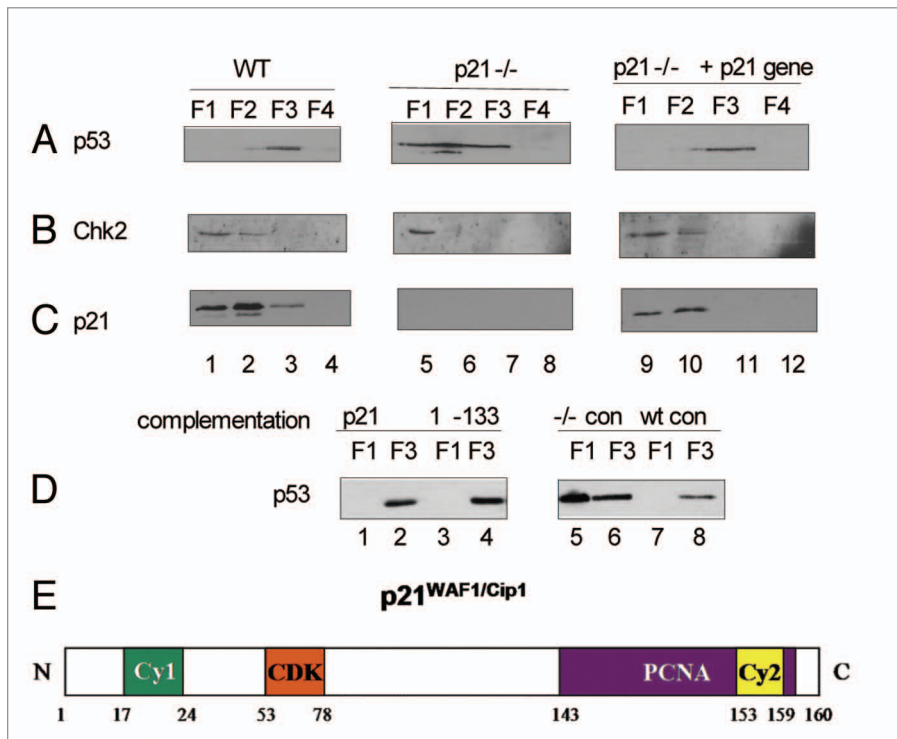 WT p21 -/- p21 -/- + p21 gene
F1 F2 F3 F4 F1 F2 F3 F4 F1 F2 F3 F4
A p53
B Chk2
C p21
1 2 3 4 5 6 7 8 9 10 11 12
complementation p21 1 -133 -/- con wt con
F1 F3 F1 F3 F1 F3 F1 F3
D p53
1 2 3 4 5 6 7 8
E p21WAF1/Cip1
N Cy1 CDK PCNA Cy2 C
1 17 24 53 78 143 153 159 160